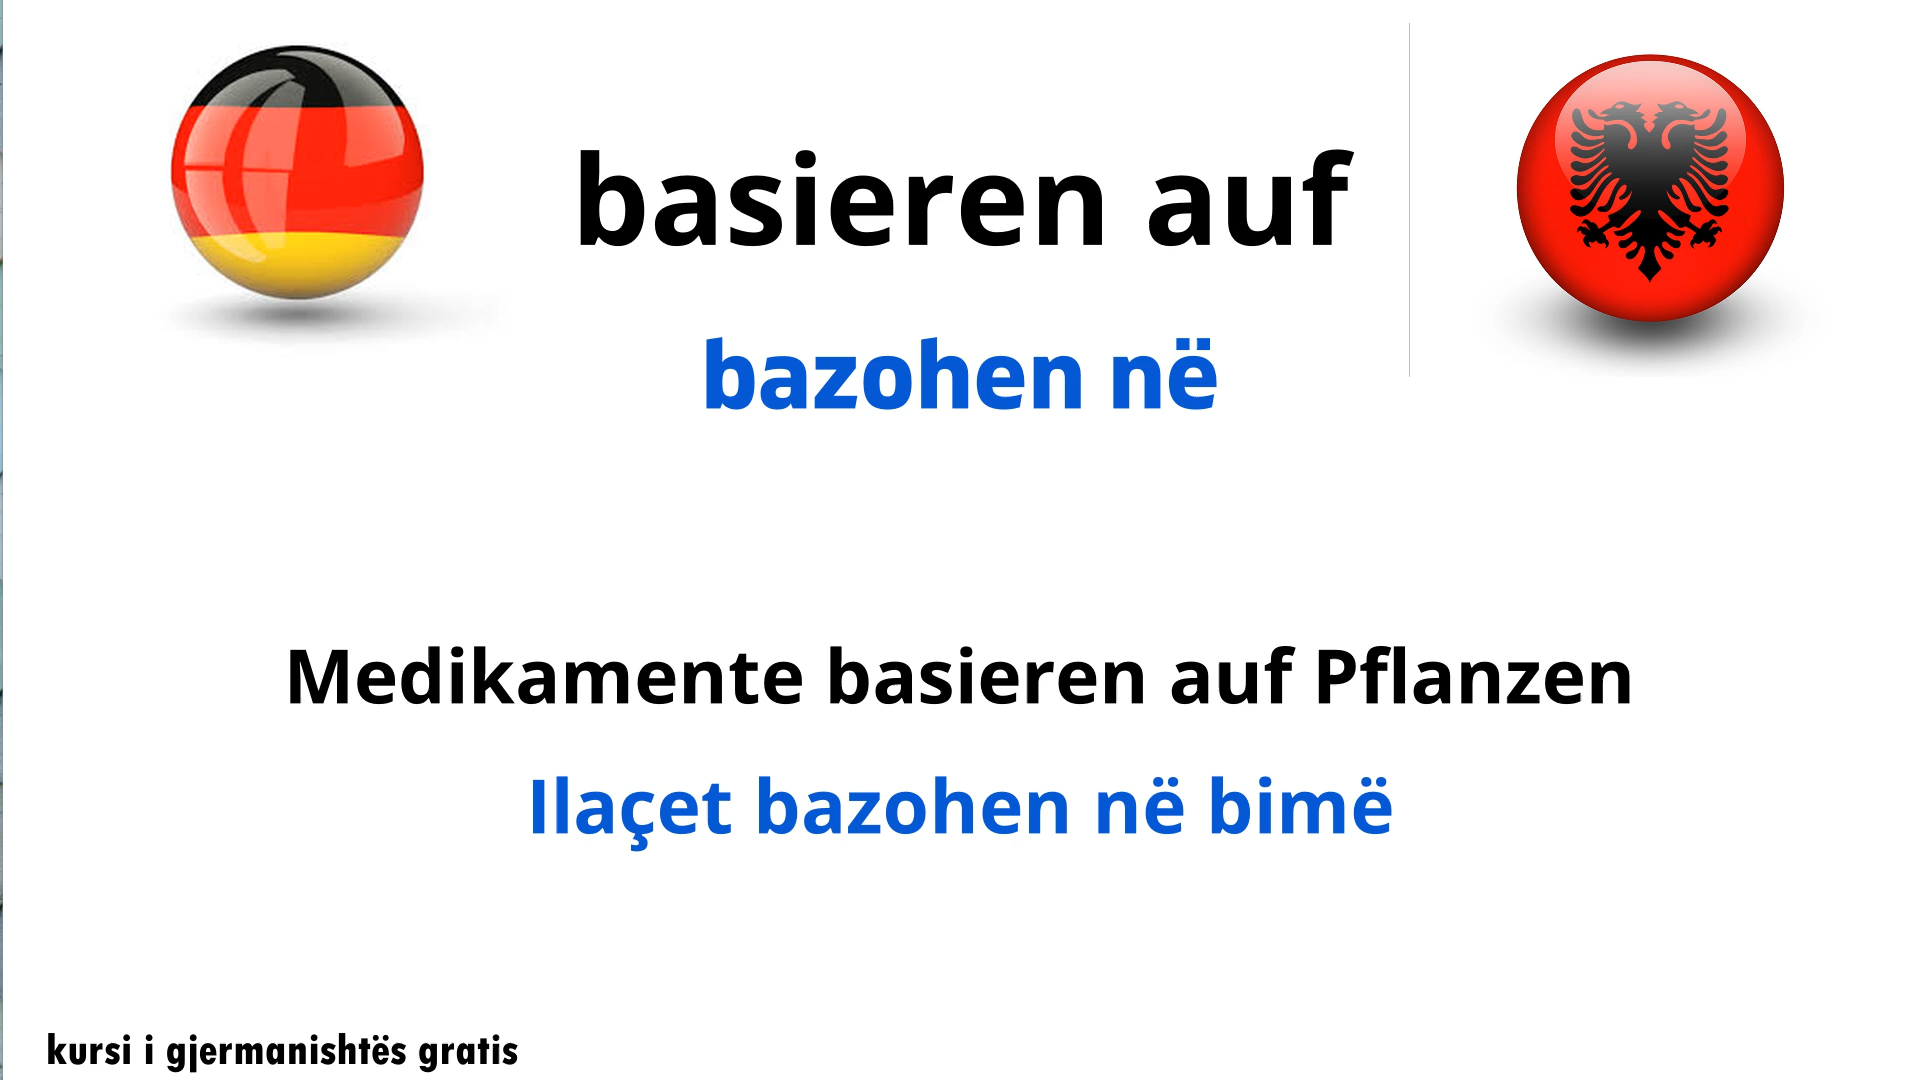 basieren auf
bazohen në
Medikamente basieren auf Pflanzen
Ilaçet bazohen në bimë
kursi i gjermanishtës gratis